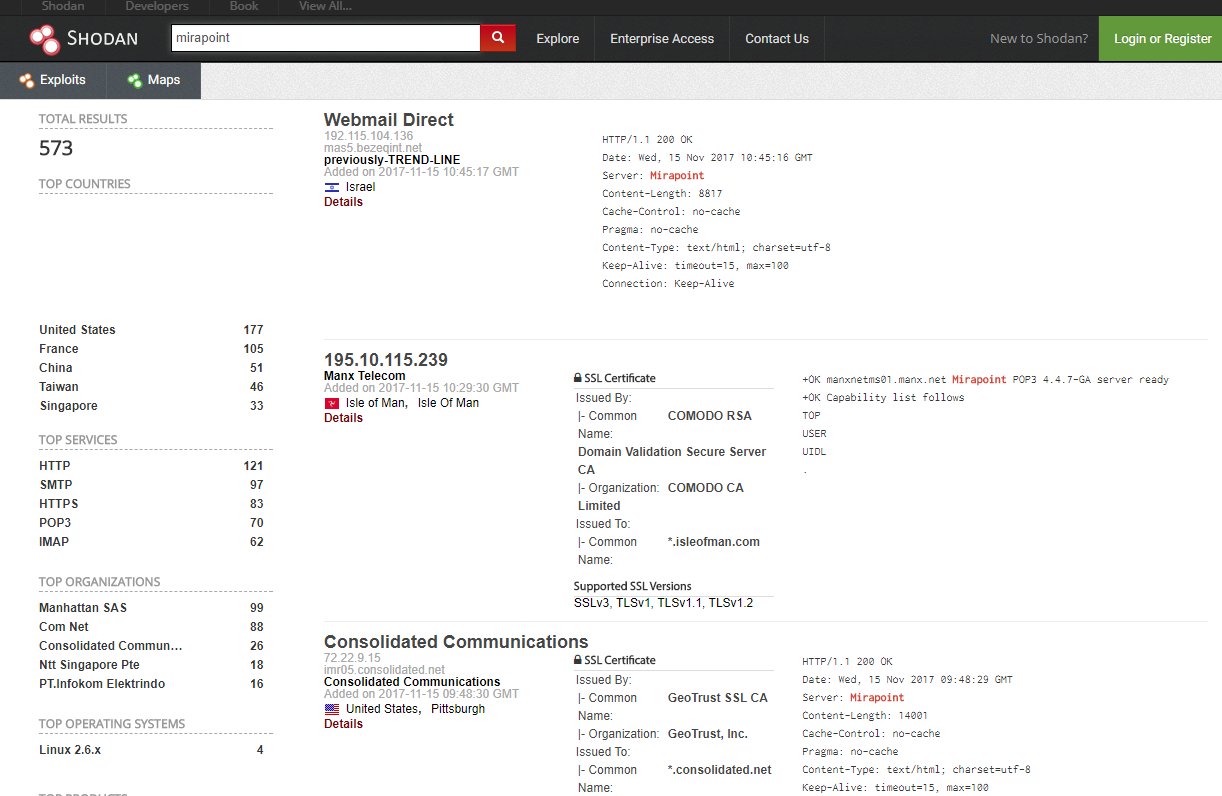 Shodan Developers Book View All...
SHODAN mirapoint Explore Enterprise Access Contact Us New to Shodan? Login or Register
Exploits Maps
TOTAL RESULTS
573
TOP COUNTRIES
United States 177
France 105
China 51
Taiwan 46
Singapore 33
TOP SERVICES
HTTP 121
SMTP 97
HTTPS 83
POP3 70
IMAP 62
TOP ORGANIZATIONS
Manhattan SAS 99
Com Net 88
Consolidated Commun... 26
Ntt Singapore Pte 18
PT.Infokom Elektrindo 16
TOP OPERATING SYSTEMS
Linux 2.6.x 4
TOP PRODUCTS
Webmail Direct
192.115.104.136
mas5.bezeqint.net
previously-TREND-LINE
Added on 2017-11-15 10:45:17 GMT
Israel
Details
HTTP/1.1 200 OK
Date: Wed, 15 Nov 2017 10:45:16 GMT
Server: Mirapoint
Content-Length: 8817
Cache-Control: no-cache
Pragma: no-cache
Content-Type: text/html; charset=utf-8
Keep-Alive: timeout=15, max=100
Connection: Keep-Alive
195.10.115.239
Manx Telecom
Added on 2017-11-15 10:29:30 GMT
Isle of Man, Isle Of Man
Details
SSL Certificate
Issued By:
|- Common COMODO RSA
Name:
Domain Validation Secure Server
CA
|- Organization: COMODO CA
Limited
Issued To:
|- Common *.isleofman.com
Name:
Supported SSL Versions
SSLv3, TLSv1, TLSv1.1, TLSv1.2
+OK manxnetms01.manx.net Mirapoint POP3 4.4.7-GA server ready
+OK Capability list follows
TOP
USER
UIDL
.
Consolidated Communications
72.22.9.15
imr05.consolidated.net
Consolidated Communications
Added on 2017-11-15 09:48:30 GMT
United States, Pittsburgh
Details
SSL Certificate
Issued By:
|- Common GeoTrust SSL CA
Name:
|- Organization: GeoTrust, Inc.
Issued To:
|- Common *.consolidated.net
Name:
HTTP/1.1 200 OK
Date: Wed, 15 Nov 2017 09:48:29 GMT
Server: Mirapoint
Content-Length: 14001
Cache-Control: no-cache
Pragma: no-cache
Content-Type: text/html; charset=utf-8
Keep-Alive: timeout=15, max=100